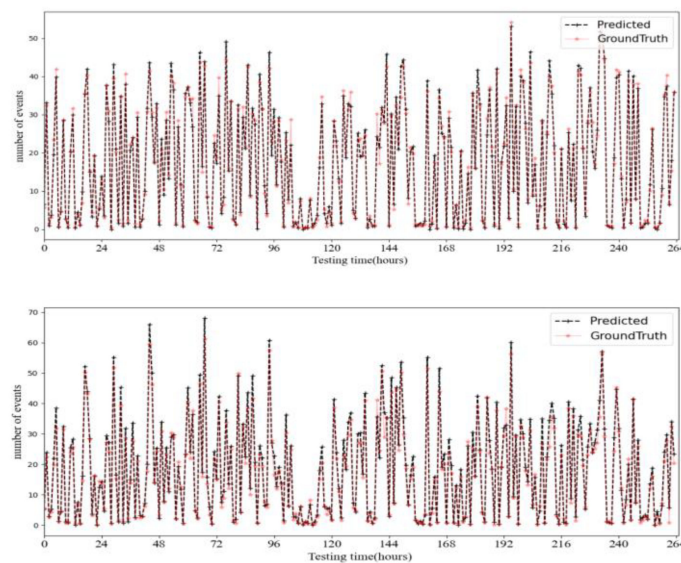 Predicted
GroundTruth
50
40
30
20
10
0
number of events
0 24 48 72 96 120 144 168 192 216 240 264
Testing time(hours)
Predicted
GroundTruth
70
60
50
40
30
20
10
0
number of events
0 24 48 72 96 120 144 168 192 216 240 264
Testing time(hours)